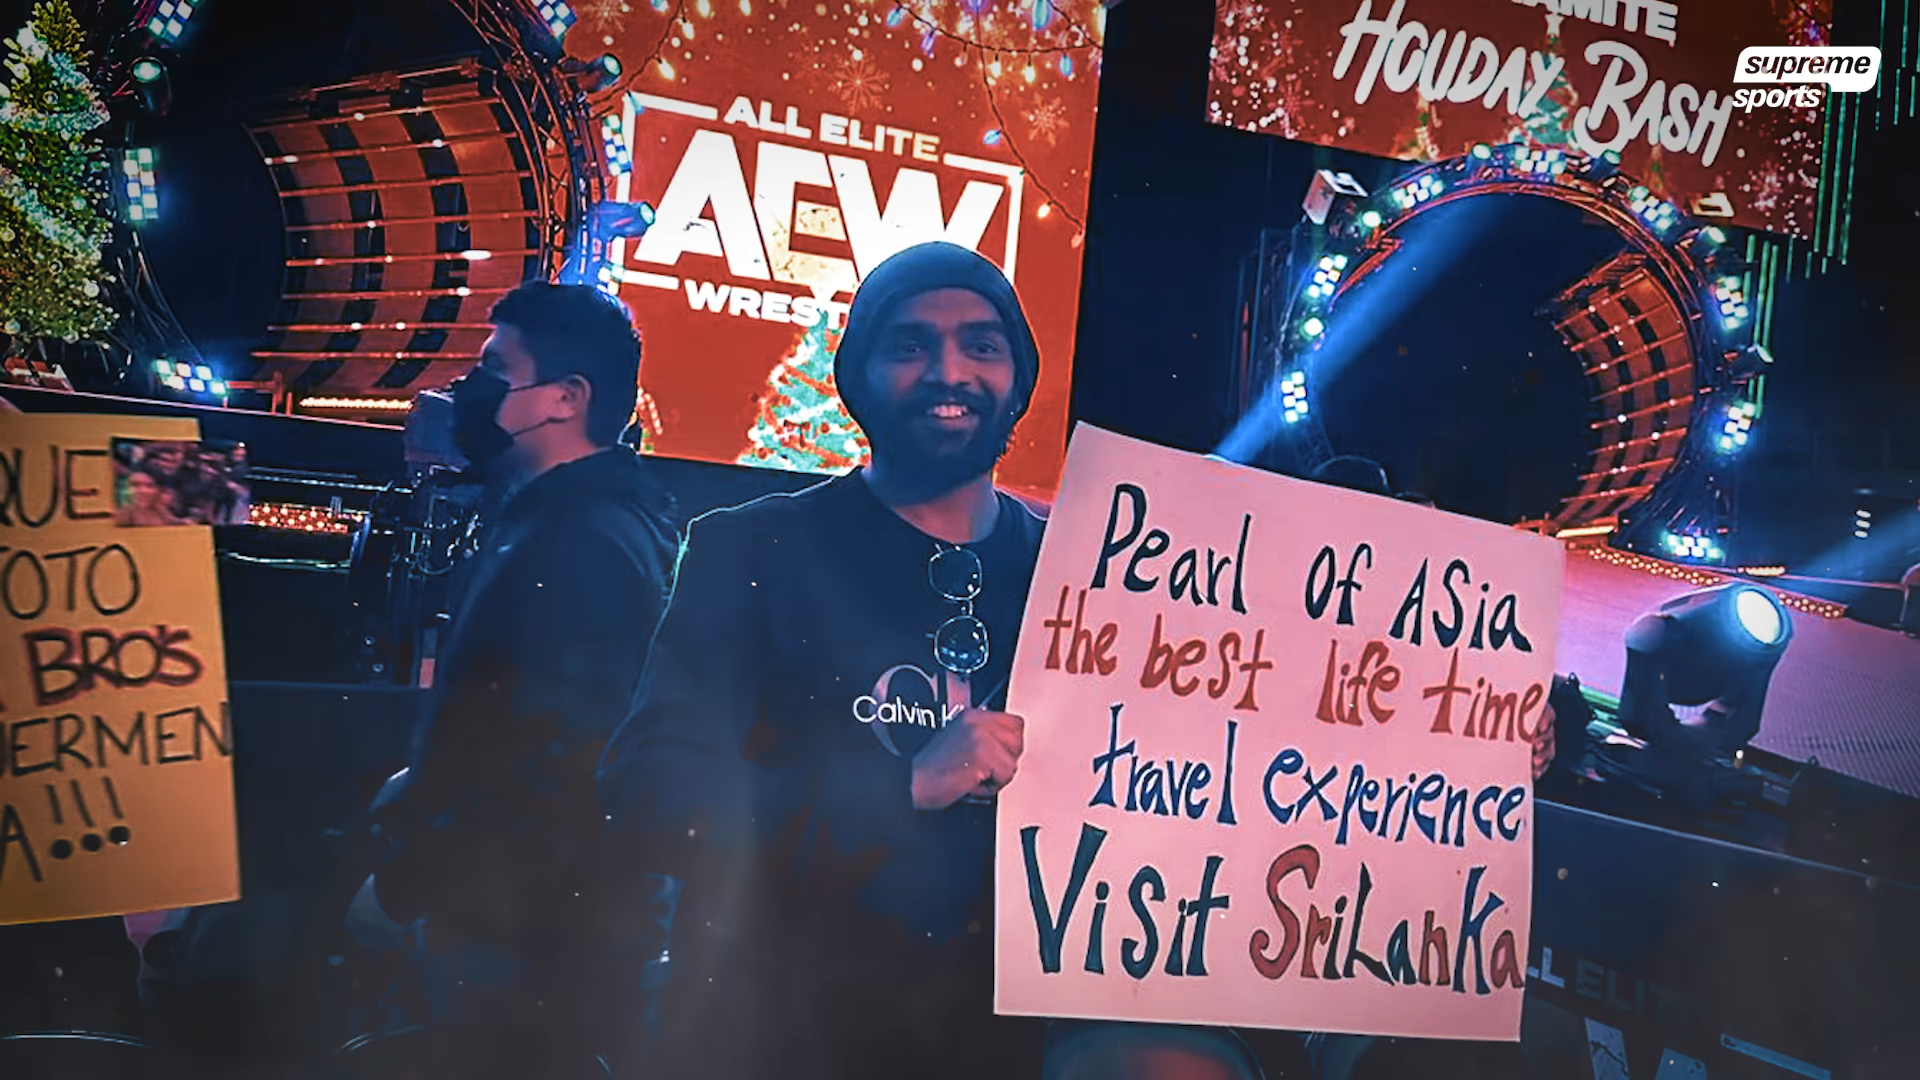 ALL ELITE
AEW
HOLIDAY BASH
supreme
sports
QUE
OTO
BRO'S
ERMEN
A!!!
Calvin
Pearl of Asia
the best life time
travel experience
Visit SriLanka